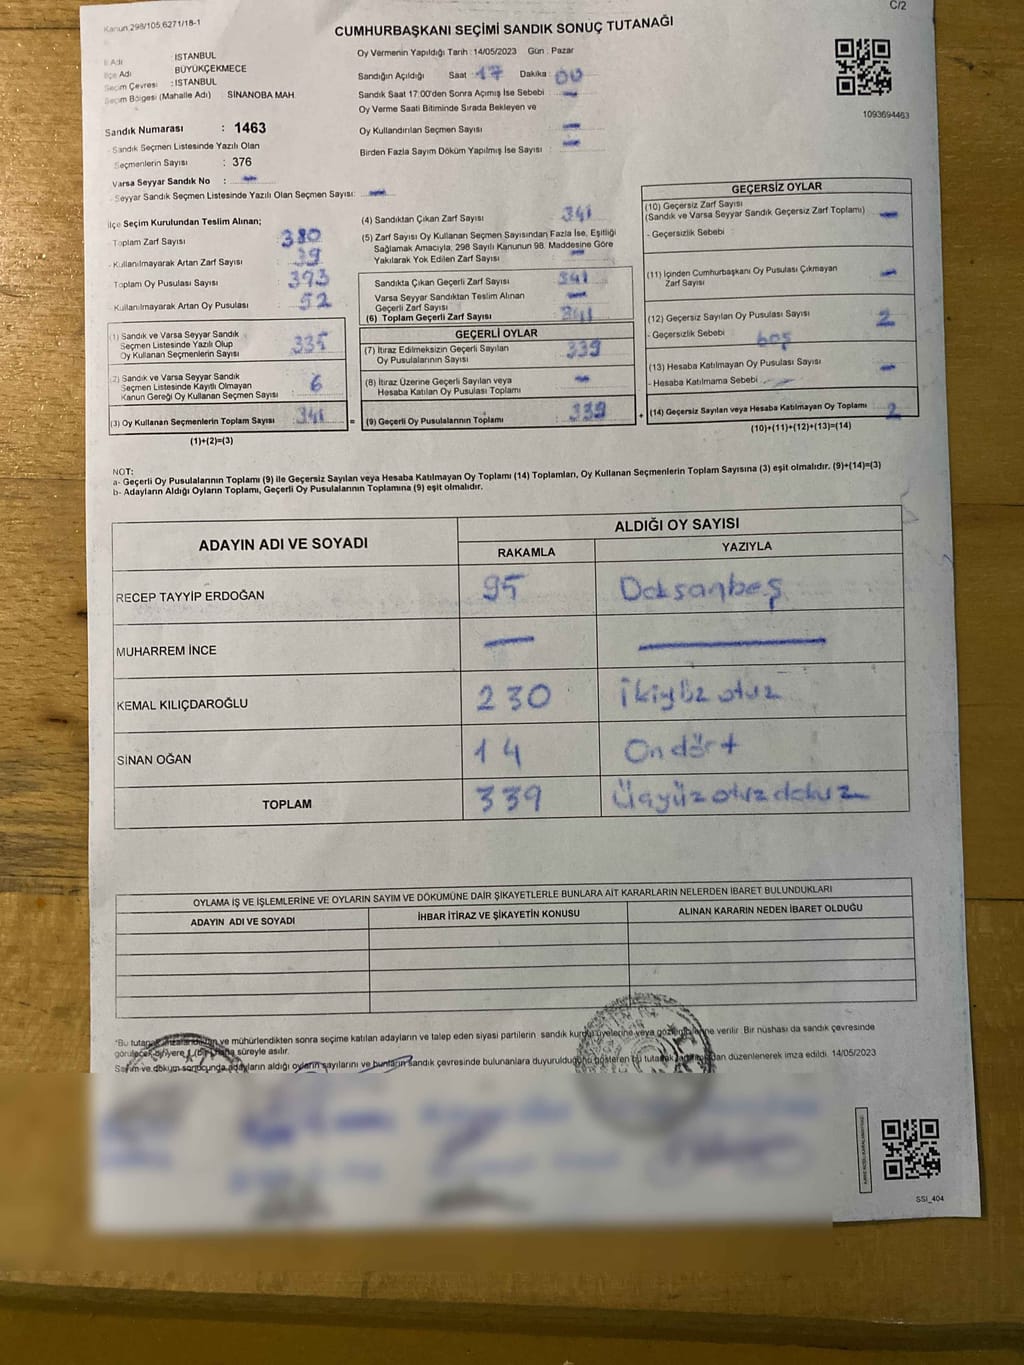 Kanun,298/105,6271/18-1
C/2
CUMHURBAŞKANI SEÇİMİ SANDIK SONUÇ TUTANAĞI
İl Adı : ISTANBUL
İlçe Adı BÜYÜKÇEKMECE
Seçim Çevresi : ISTANBUL
Seçim Bölgesi (Mahalle Adı) : SİNANOBA MAH.
Sandık Numarası : 1463
- Sandık Seçmen Listesinde Yazılı Olan
Seçmenlerin Sayısı : 376
Varsa Seyyar Sandık No : —
- Seyyar Sandık Seçmen Listesinde Yazılı Olan Seçmen Sayısı: —
Oy Vermenin Yapıldığı Tarih : 14/05/2023 Gün : Pazar
Sandığın Açıldığı Saat : 17 Dakika : 00
Sandık Saat 17:00'den Sonra Açımış İse Sebebi : —
Oy Verme Saati Bitiminde Sırada Bekleyen ve
Oy Kullandırılan Seçmen Sayısı —
Birden Fazla Sayım Döküm Yapılmış İse Sayısı : —
1093694463
İlçe Seçim Kurulundan Teslim Alınan;
- Toplam Zarf Sayısı 380
- Kullanılmayarak Artan Zarf Sayısı 39
Toplam Oy Pusulası Sayısı 393
Kullanılmayarak Artan Oy Pusulası 52
(1) Sandık ve Varsa Seyyar Sandık
Seçmen Listesinde Yazılı Olup
Oy Kullanan Seçmenlerin Sayısı 335
(2) Sandık ve Varsa Seyyar Sandık
Seçmen Listesinde Kayıtlı Olmayan
Kanun Gereği Oy Kullanan Seçmen Sayısı 6
(3) Oy Kullanan Seçmenlerin Toplam Sayısı 341
(1)+(2)=(3)
(4) Sandıktan Çıkan Zarf Sayısı 341
(5) Zarf Sayısı Oy Kullanan Seçmen Sayısından Fazla İse, Eşitliği
Sağlamak Amacıyla, 298 Sayılı Kanunun 98. Maddesine Göre
Yakılarak Yok Edilen Zarf Sayısı —
Sandıkta Çıkan Geçerli Zarf Sayısı 341
Varsa Seyyar Sandıktan Teslim Alınan
Geçerli Zarf Sayısı —
(6) Toplam Geçerli Zarf Sayısı 341
GEÇERLİ OYLAR
(7) İtiraz Edilmeksizin Geçerli Sayılan
Oy Pusulalarının Sayısı 339
(8) İtiraz Üzerine Geçerli Sayılan veya
Hesaba Katılan Oy Pusulası Toplamı —
= (9) Geçerli Oy Pusulalarının Toplamı 339
GEÇERSİZ OYLAR
(10) Geçersiz Zarf Sayısı
(Sandık ve Varsa Seyyar Sandık Geçersiz Zarf Toplamı) —
- Geçersizlik Sebebi
(11) İçinden Cumhurbaşkanı Oy Pusulası Çıkmayan
Zarf Sayısı —
(12) Geçersiz Sayılan Oy Pusulası Sayısı 2
- Geçersizlik Sebebi boş
(13) Hesaba Katılmayan Oy Pusulası Sayısı —
- Hesaba Katılmama Sebebi —
+ (14) Geçersiz Sayılan veya Hesaba Katılmayan Oy Toplamı 2
(10)+(11)+(12)+(13)=(14)
NOT:
a- Geçerli Oy Pusulalarının Toplamı (9) ile Geçersiz Sayılan veya Hesaba Katılmayan Oy Toplamı (14) Toplamları, Oy Kullanan Seçmenlerin Toplam Sayısına (3) eşit olmalıdır. (9)+(14)=(3)
b- Adayların Aldığı Oyların Toplamı, Geçerli Oy Pusulalarının Toplamına (9) eşit olmalıdır.
ADAYIN ADI VE SOYADI ALDIĞI OY SAYISI
RAKAMLA YAZIYLA
RECEP TAYYİP ERDOĞAN 95 Doksanbeş
MUHARREM İNCE — —
KEMAL KILIÇDAROĞLU 230 İkiyüz otuz
SİNAN OĞAN 14 On dört
TOPLAM 339 Üçyüz otuz dokuz
OYLAMA İŞ VE İŞLEMLERİNE VE OYLARIN SAYIM VE DÖKÜMÜNE DAİR ŞİKAYETLERLE BUNLARA AİT KARARLARIN NELERDEN İBARET BULUNDUKLARI
ADAYIN ADI VE SOYADI İHBAR İTİRAZ VE ŞİKAYETİN KONUSU ALINAN KARARIN NEDEN İBARET OLDUĞU
"Bu tutanak ve mühürlendikten sonra seçime katılan adayların ve talep eden siyasi partilerin sandık kurulu üyelerine veya gözlemcilerine verilir. Bir nüshası da sandık çevresinde
görülecek bir yere 1 (bir) hafta süreyle asılır.
Sayım ve döküm sonucunda adayların aldığı oyların sayılarını ve bunların sandık çevresinde bulunanlara duyurulduğunu gösteren bu tutanak düzenlenerek imza edildi. 14/05/2023
SSI_404